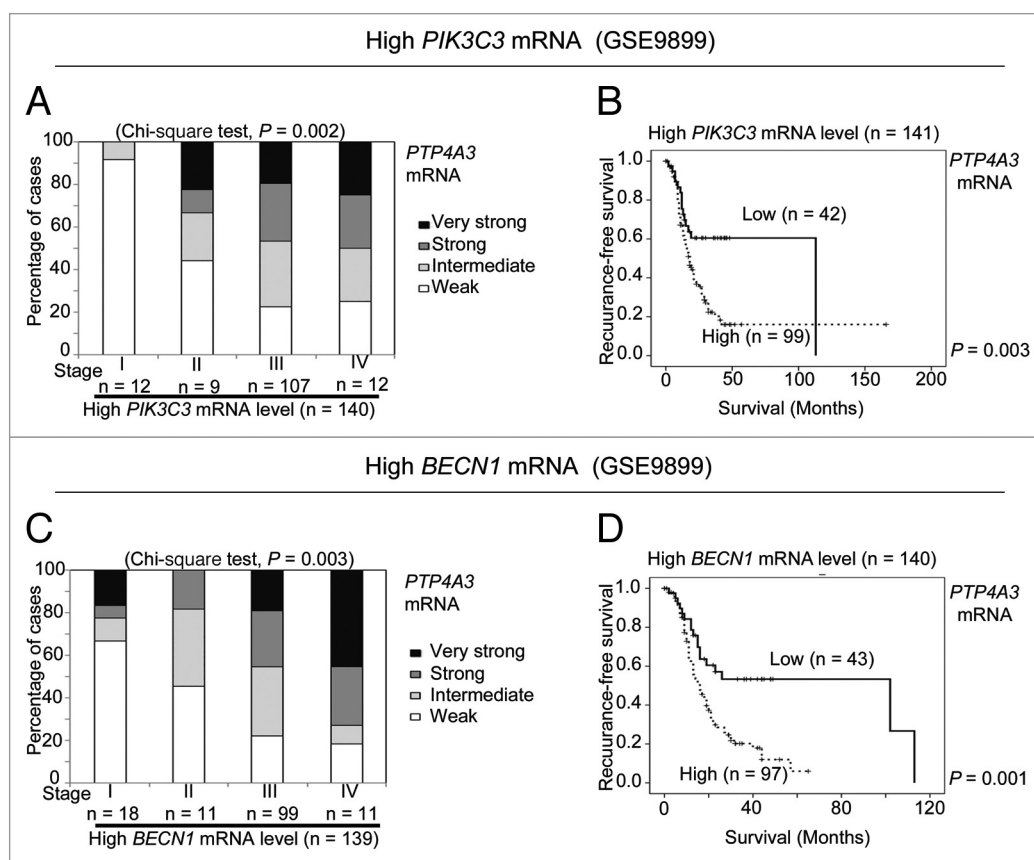 High PIK3C3 mRNA (GSE9899)
A
(Chi-square test, P = 0.002)
Percentage of cases
100
80
60
40
20
0
PTP4A3
mRNA
Very strong
Strong
Intermediate
Weak
Stage I II III IV
n = 12 n = 9 n = 107 n = 12
High PIK3C3 mRNA level (n = 140)
B
High PIK3C3 mRNA level (n = 141)
Recuurance-free survival
1.0
0.8
0.6
0.4
0.2
0.0
PTP4A3
mRNA
Low (n = 42)
High (n = 99)
P = 0.003
0 50 100 150 200
Survival (Months)
High BECN1 mRNA (GSE9899)
C
(Chi-square test, P = 0.003)
Percentage of cases
100
80
60
40
20
0
PTP4A3
mRNA
Very strong
Strong
Intermediate
Weak
Stage I II III IV
n = 18 n = 11 n = 99 n = 11
High BECN1 mRNA level (n = 139)
D
High BECN1 mRNA level (n = 140)
Recuurance-free survival
1.0
0.8
0.6
0.4
0.2
0.0
PTP4A3
mRNA
Low (n = 43)
High (n = 97)
P = 0.001
0 40 80 120
Survival (Months)